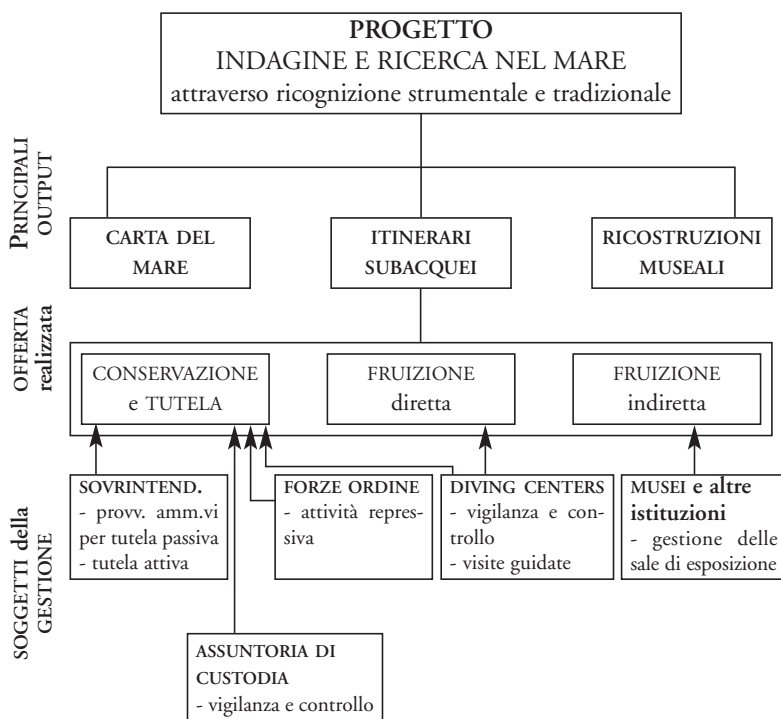 PROGETTO
INDAGINE E RICERCA NEL MARE
attraverso ricognizione strumentale e tradizionale
PRINCIPALI
OUTPUT
CARTA DEL
MARE
ITINERARI
SUBACQUEI
RICOSTRUZIONI
MUSEALI
OFFERTA
realizzata
CONSERVAZIONE
e TUTELA
FRUIZIONE
diretta
FRUIZIONE
indiretta
SOGGETTI della
GESTIONE
SOVRINTEND.
- provv. amm.vi
per tutela passiva
- tutela attiva
FORZE ORDINE
- attività repres-
siva
DIVING CENTERS
- vigilanza e con-
trollo
- visite guidate
MUSEI e altre
istituzioni
- gestione delle
sale di esposizione
ASSUNTORIA DI
CUSTODIA
- vigilanza e controllo